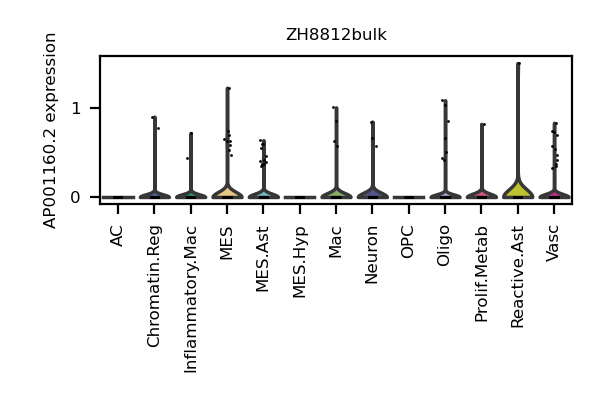 ZH8812bulk
AP001160.2 expression
1
0
AC
Chromatin.Reg
Inflammatory.Mac
MES
MES.Ast
MES.Hyp
Mac
Neuron
OPC
Oligo
Prolif.Metab
Reactive.Ast
Vasc